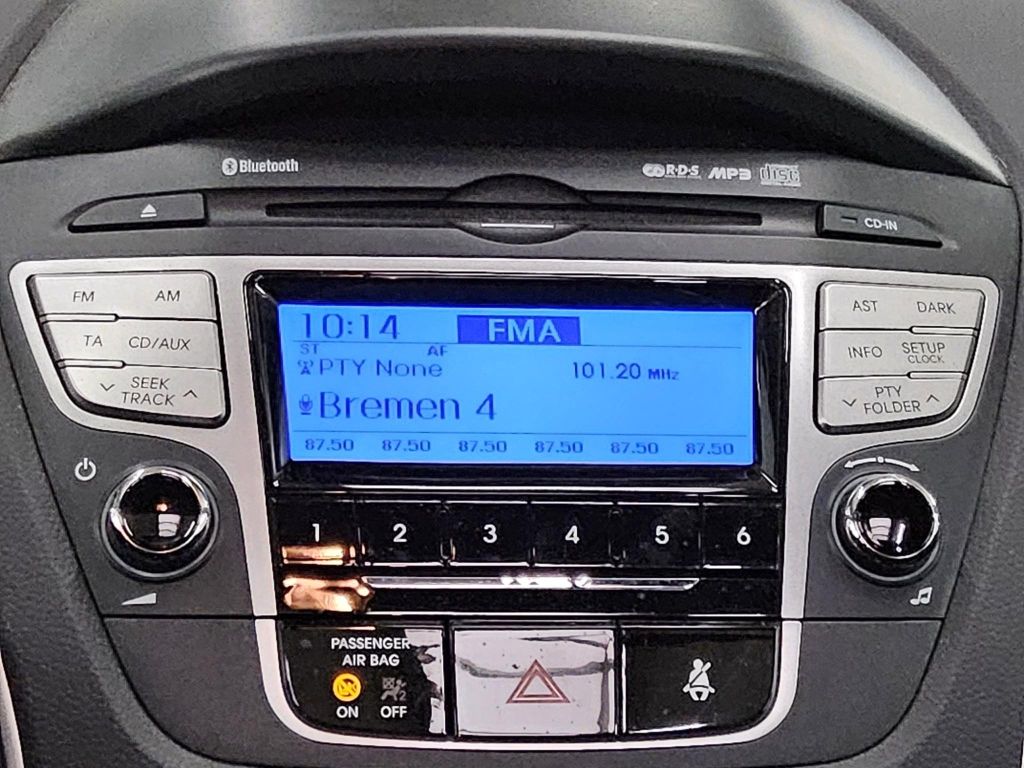 Bluetooth
R·D·S MP3 disc
CD-IN
FM AM
TA CD/AUX
SEEK
TRACK
10:14 FMA
ST AF
PTY None 101.20 MHz
Bremen 4
87.50 87.50 87.50 87.50 87.50 87.50
AST DARK
INFO SETUP
CLOCK
PTY
FOLDER
1 2 3 4 5 6
PASSENGER
AIR BAG
ON OFF